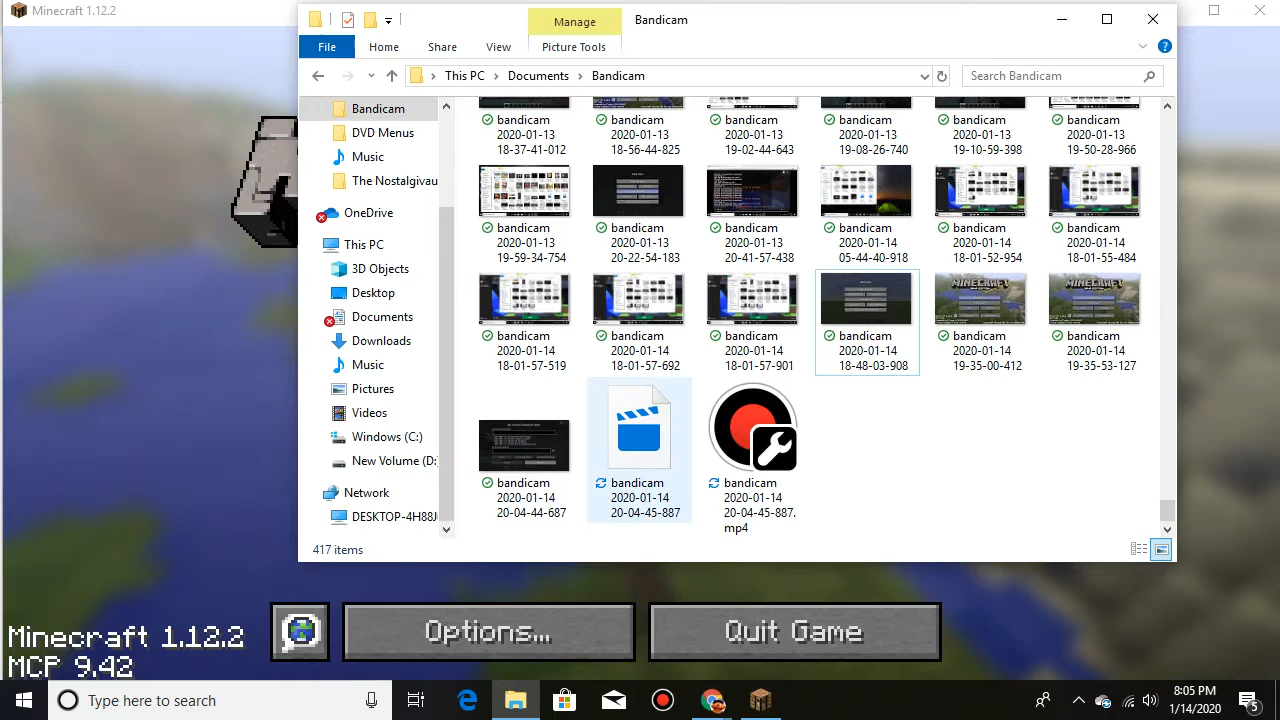 Minecraft 1.12.2
Manage
Bandicam
File
Home
Share
View
Picture Tools
This PC
Documents
Bandicam
Search Bandicam
Bandicam
DVD Menus
Music
The Nostalgivau
OneDrive
This PC
3D Objects
Desktop
Documents
Downloads
Music
Pictures
Videos
Windows (C:)
New Volume (D:
Network
DESKTOP-4H88J
bandicam
2020-01-13
18-37-41-012
bandicam
2020-01-13
18-56-44-825
bandicam
2020-01-13
19-02-44-643
bandicam
2020-01-13
19-08-26-740
bandicam
2020-01-13
19-10-59-398
bandicam
2020-01-13
19-50-28-966
bandicam
2020-01-13
19-59-34-754
bandicam
2020-01-13
20-22-54-183
bandicam
2020-01-13
20-41-57-438
bandicam
2020-01-14
05-44-40-918
bandicam
2020-01-14
18-01-52-954
bandicam
2020-01-14
18-01-55-484
bandicam
2020-01-14
18-01-57-519
bandicam
2020-01-14
18-01-57-692
bandicam
2020-01-14
18-01-57-901
bandicam
2020-01-14
18-48-03-908
bandicam
2020-01-14
19-35-00-412
bandicam
2020-01-14
19-35-53-127
bandicam
2020-01-14
20-04-44-687
bandicam
2020-01-14
20-04-45-887
bandicam
2020-01-14
20-04-45-887.
mp4
MINECRAFT
MINECRAFT
417 items
Options...
Quit Game
Minecraft 1.12.2
MCP 9.42
Type here to search
8:05 PM
1/14/2020
5